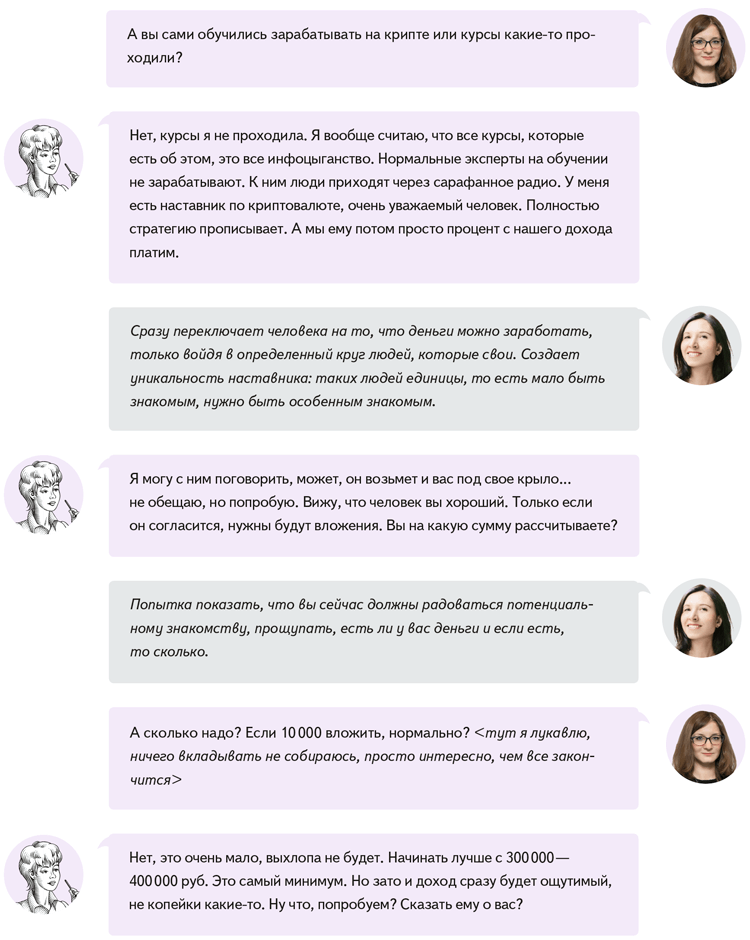 А вы сами обучились зарабатывать на крипте или курсы какие-то про-
ходили?
Нет, курсы я не проходила. Я вообще считаю, что все курсы, которые
есть об этом, это все инфоцыганство. Нормальные эксперты на обучении
не зарабатывают. К ним люди приходят через сарафанное радио. У меня
есть наставник по криптовалюте, очень уважаемый человек. Полностью
стратегию прописывает. А мы ему потом просто процент с нашего дохода
платим.
Сразу переключает человека на то, что деньги можно заработать,
только войдя в определенный круг людей, которые свои. Создает
уникальность наставника: таких людей единицы, то есть мало быть
знакомым, нужно быть особенным знакомым.
Я могу с ним поговорить, может, он возьмет и вас под свое крыло...
не обещаю, но попробую. Вижу, что человек вы хороший. Только если
он согласится, нужны будут вложения. Вы на какую сумму рассчитываете?
Попытка показать, что вы сейчас должны радоваться потенциаль-
ному знакомству, прощупать, есть ли у вас деньги и если есть,
то сколько.
А сколько надо? Если 10 000 вложить, нормально? <тут я лукавлю,
ничего вкладывать не собираюсь, просто интересно, чем все закон-
чится>
Нет, это очень мало, выхлопа не будет. Начинать лучше с 300 000—
400 000 руб. Это самый минимум. Но зато и доход сразу будет ощутимый,
не копейки какие-то. Ну что, попробуем? Сказать ему о вас?